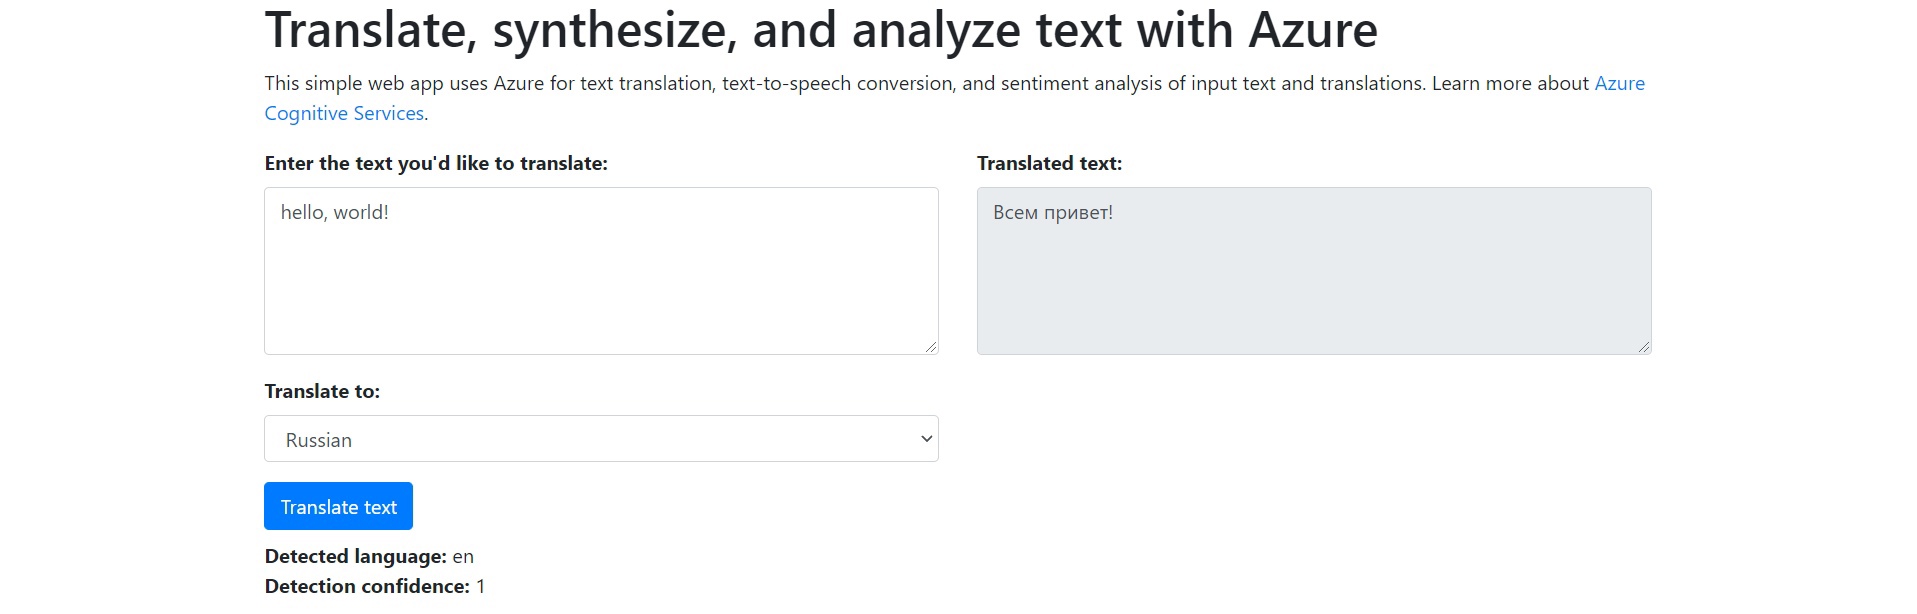 Translate, synthesize, and analyze text with Azure
This simple web app uses Azure for text translation, text-to-speech conversion, and sentiment analysis of input text and translations. Learn more about Azure
Cognitive Services.
Enter the text you'd like to translate:
hello, world!
Translated text:
Всем привет!
Translate to:
Russian
Translate text
Detected language: en
Detection confidence: 1